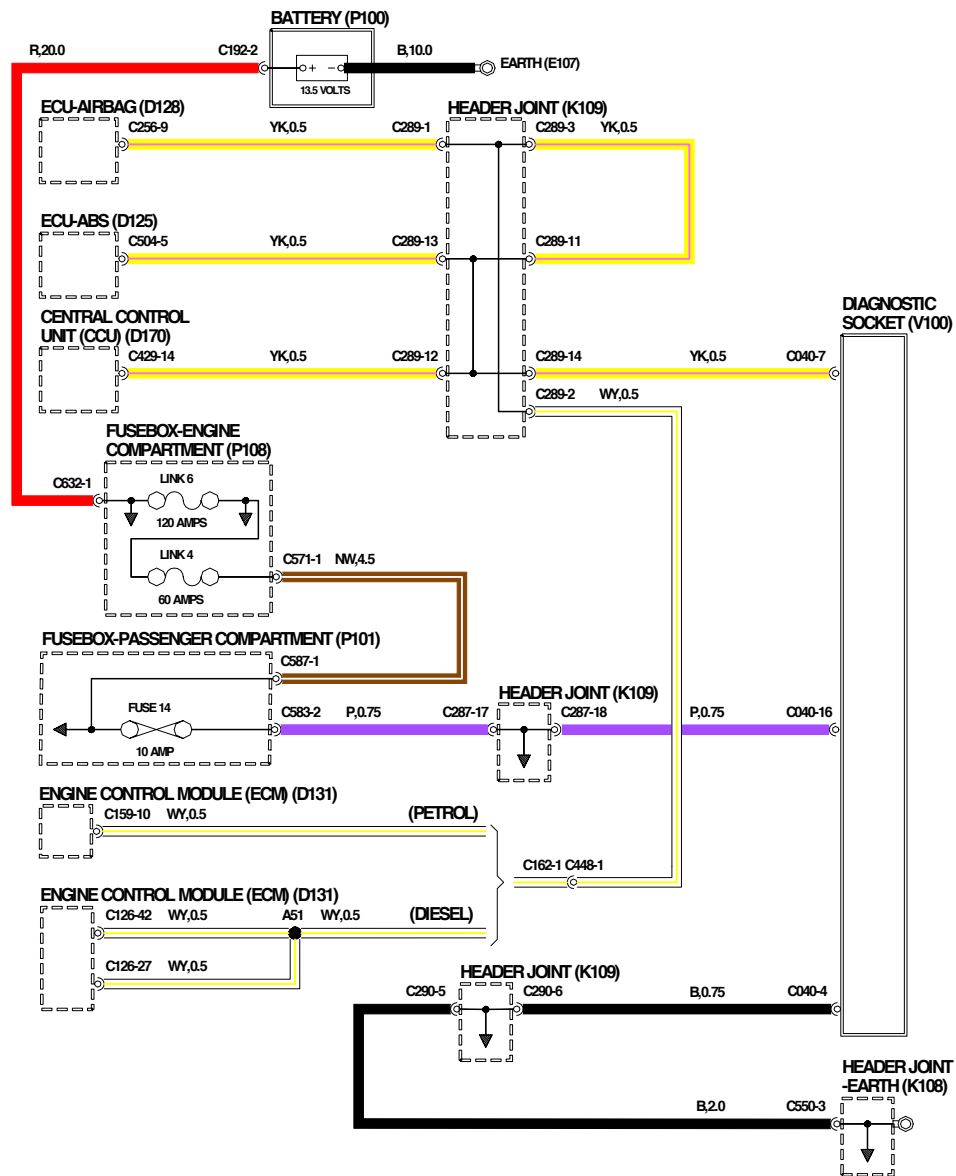 BATTERY (P100)
R,20.0 C192-2 B,10.0
EARTH (E107)
+ -
13.5 VOLTS
ECU-AIRBAG (D128) HEADER JOINT (K109)
C256-9 YK,0.5 C289-1 C289-3 YK,0.5
ECU-ABS (D125)
C504-5 YK,0.5 C289-13 C289-11
CENTRAL CONTROL
UNIT (CCU) (D170)
DIAGNOSTIC
SOCKET (V100)
C429-14 YK,0.5 C289-12 C289-14 YK,0.5 C040-7
C289-2 WY,0.5
FUSEBOX-ENGINE
COMPARTMENT (P108)
C632-1 LINK 6
120 AMPS
LINK 4
C571-1 NW,4.5
60 AMPS
FUSEBOX-PASSENGER COMPARTMENT (P101)
C587-1
HEADER JOINT (K109)
FUSE 14
C583-2 P,0.75 C287-17 C287-18 P,0.75 C040-16
10 AMP
ENGINE CONTROL MODULE (ECM) (D131)
C159-10 WY,0.5 (PETROL)
C162-1 C448-1
ENGINE CONTROL MODULE (ECM) (D131)
C126-42 WY,0.5 A51 WY,0.5 (DIESEL)
C126-27 WY,0.5
HEADER JOINT (K109)
C290-5 C290-6 B,0.75 C040-4
HEADER JOINT
-EARTH (K108)
B,2.0 C550-3